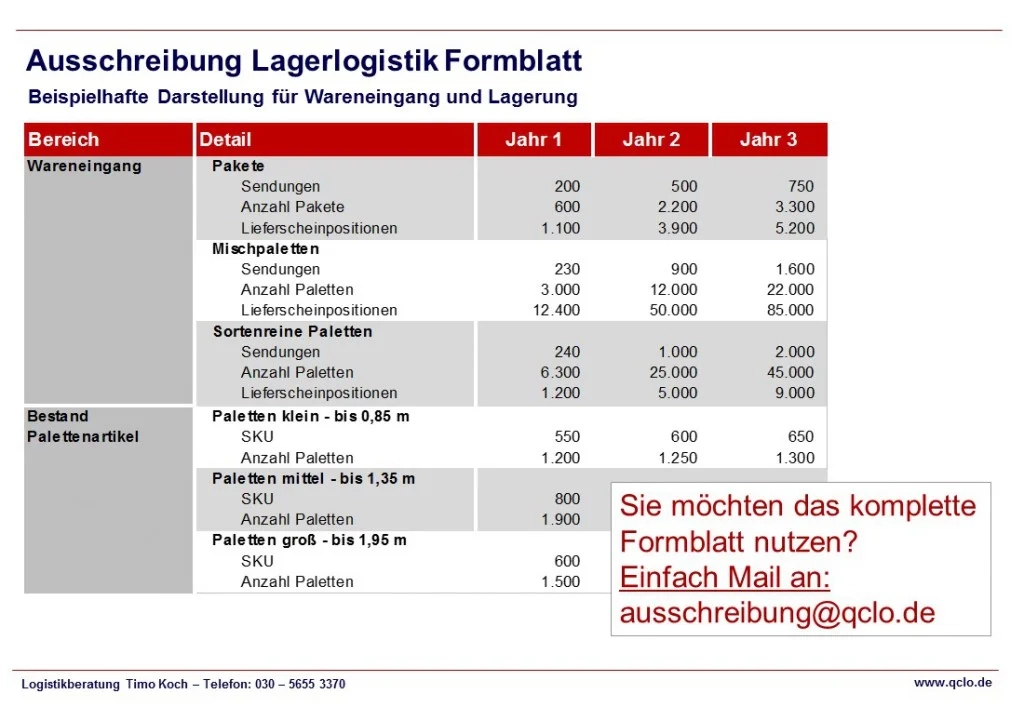 Ausschreibung Lagerlogistik Formblatt
Beispielhafte Darstellung für Wareneingang und Lagerung
Bereich Detail Jahr 1 Jahr 2 Jahr 3
Wareneingang Pakete
Sendungen 200 500 750
Anzahl Pakete 600 2.200 3.300
Lieferscheinpositionen 1.100 3.900 5.200
Mischpaletten
Sendungen 230 900 1.600
Anzahl Paletten 3.000 12.000 22.000
Lieferscheinpositionen 12.400 50.000 85.000
Sortenreine Paletten
Sendungen 240 1.000 2.000
Anzahl Paletten 6.300 25.000 45.000
Lieferscheinpositionen 1.200 5.000 9.000
Bestand Paletten klein - bis 0,85 m
Palettenartikel SKU 550 600 650
Anzahl Paletten 1.200 1.250 1.300
Paletten mittel - bis 1,35 m
SKU 800
Anzahl Paletten 1.900
Paletten groß - bis 1,95 m
SKU 600
Anzahl Paletten 1.500
Sie möchten das komplette
Formblatt nutzen?
Einfach Mail an:
ausschreibung@qclo.de
Logistikberatung Timo Koch – Telefon: 030 – 5655 3370 www.qclo.de